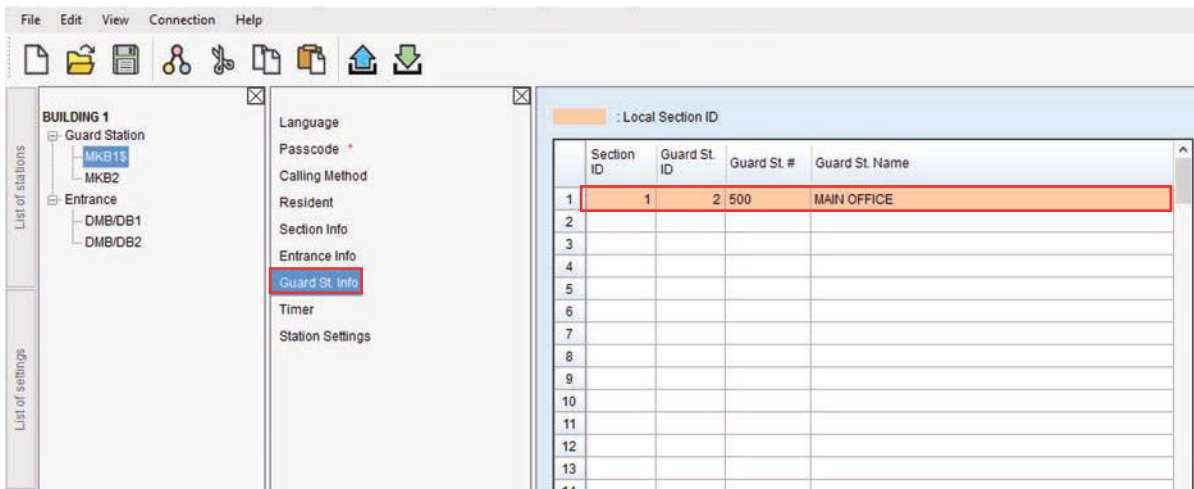 File Edit View Connection Help
List of stations
List of settings
BUILDING 1
Guard Station
MKB1$
MKB2
Entrance
DMB/DB1
DMB/DB2
Language
Passcode *
Calling Method
Resident
Section Info
Entrance Info
Guard St. Info
Timer
Station Settings
: Local Section ID
Section ID Guard St. ID Guard St. # Guard St. Name
1 1 2 500 MAIN OFFICE
2
3
4
5
6
7
8
9
10
11
12
13